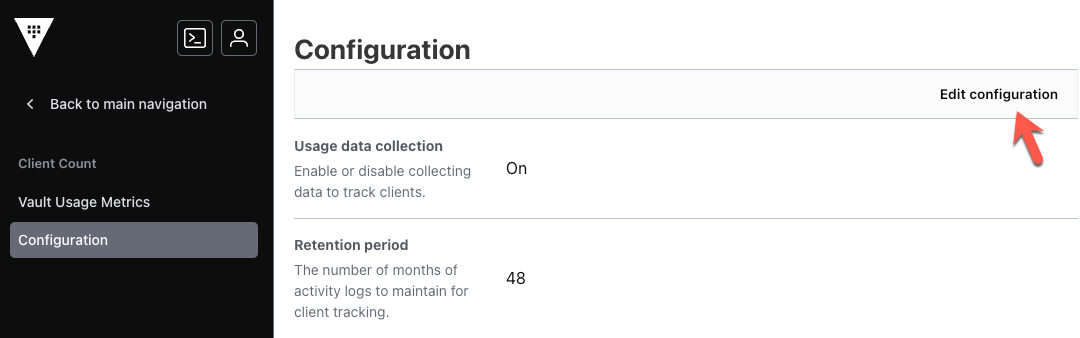 Back to main navigation
Client Count
Vault Usage Metrics
Configuration
Configuration
Edit configuration
Usage data collection
Enable or disable collecting
data to track clients.
On
Retention period
The number of months of
activity logs to maintain for
client tracking.
48